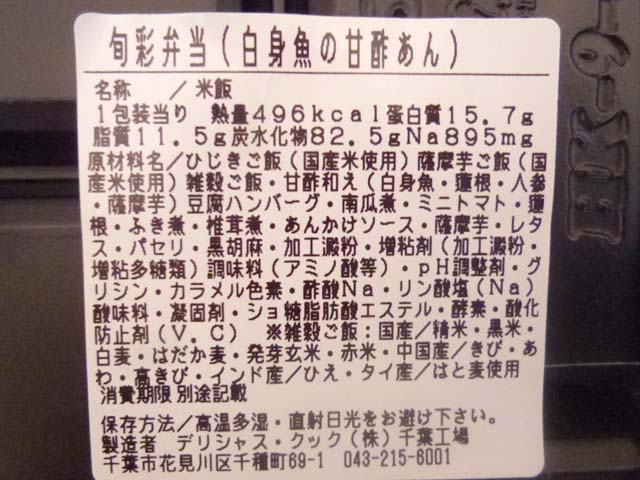 旬彩弁当(白身魚の甘酢あん)
名称　　/　米飯
1包装当り　熱量496kcal蛋白質15.7g
脂質11.5g炭水化物82.5gNa895mg
原材料名/ひじきご飯(国産米使用)薩摩芋ご飯(国
産米使用)雑穀ご飯・甘酢和え(白身魚・蓮根・人参
・薩摩芋)豆腐ハンバーグ・南瓜煮・ミニトマト・蓮
根・ふき煮・椎茸煮・あんかけソース・薩摩芋・レタ
ス・パセリ・黒胡麻・加工澱粉・増粘剤(加工澱粉・
増粘多糖類)調味料(アミノ酸等)・pH調整剤・グ
リシン・カラメル色素・酢酸Na・リン酸塩(Na)
酸味料・凝固剤・ショ糖脂肪酸エステル・酵素・酸化
防止剤(V.C)　※雑穀ご飯:国産/精米・黒米・
白麦・はだか麦・発芽玄米・赤米・中国産/きび・あ
わ・高きび・インド産/ひえ・タイ産/はと麦使用
消費期限 別途記載
保存方法/高温多湿・直射日光をお避け下さい。
製造者　デリシャス・クック(株)千葉工場
千葉市花見川区千種町69-1　043-215-6001